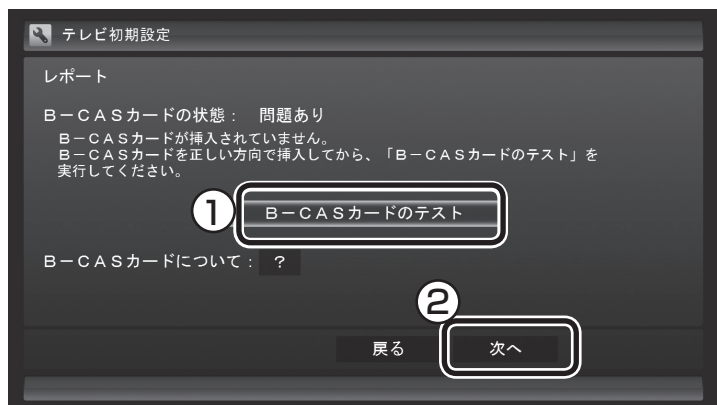 テレビ初期設定
レポート
B－CASカードの状態： 問題あり
B－CASカードが挿入されていません。
B－CASカードを正しい方向で挿入してから、「B－CASカードのテスト」を
実行してください。
① B－CASカードのテスト
B－CASカードについて： ？
②
戻る 次へ